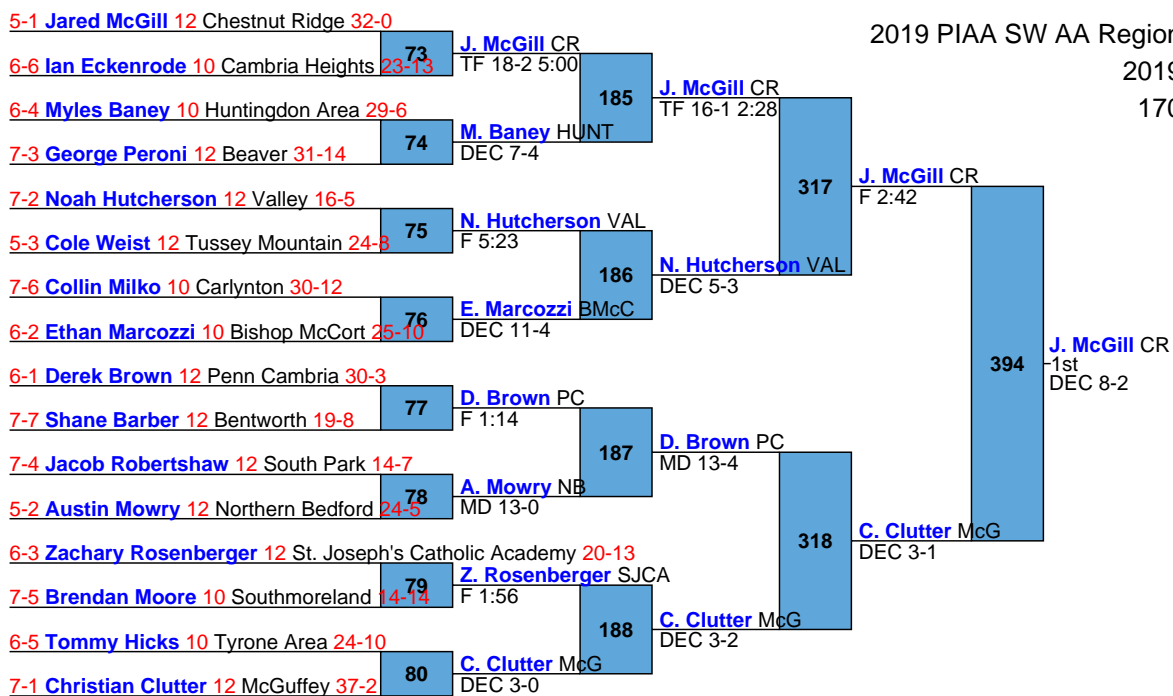 2019 PIAA SW AA Region
2019
170
5-1 Jared McGill 12 Chestnut Ridge 32-0
6-6 Ian Eckenrode 10 Cambria Heights 23-13
6-4 Myles Baney 10 Huntingdon Area 29-6
7-3 George Peroni 12 Beaver 31-14
7-2 Noah Hutcherson 12 Valley 16-5
5-3 Cole Weist 12 Tussey Mountain 24-8
7-6 Collin Milko 10 Carlynton 30-12
6-2 Ethan Marcozzi 10 Bishop McCort 25-10
6-1 Derek Brown 12 Penn Cambria 30-3
7-7 Shane Barber 12 Bentworth 19-8
7-4 Jacob Robertshaw 12 South Park 14-7
5-2 Austin Mowry 12 Northern Bedford 24-5
6-3 Zachary Rosenberger 12 St. Joseph's Catholic Academy 20-13
7-5 Brendan Moore 10 Southmoreland 14-14
6-5 Tommy Hicks 10 Tyrone Area 24-10
7-1 Christian Clutter 12 McGuffey 37-2
73
74
75
76
77
78
79
80
J. McGill CR
TF 18-2 5:00
M. Baney HUNT
DEC 7-4
N. Hutcherson VAL
F 5:23
E. Marcozzi BMcC
DEC 11-4
D. Brown PC
F 1:14
A. Mowry NB
MD 13-0
Z. Rosenberger SJCA
F 1:56
C. Clutter McG
DEC 3-0
185
186
187
188
J. McGill CR
TF 16-1 2:28
N. Hutcherson VAL
DEC 5-3
D. Brown PC
MD 13-4
C. Clutter McG
DEC 3-2
317
318
J. McGill CR
F 2:42
C. Clutter McG
DEC 3-1
394
J. McGill CR
1st
DEC 8-2